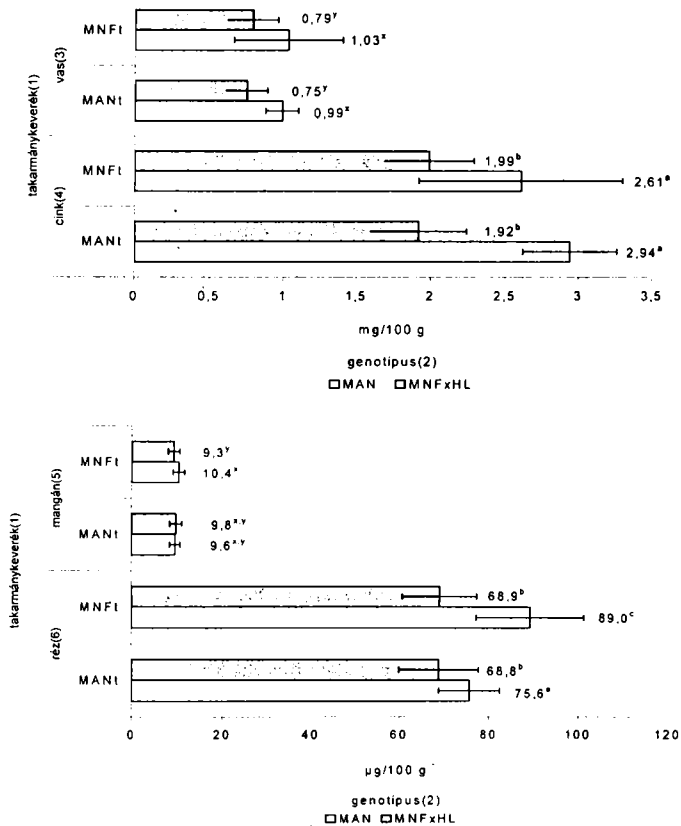 takarmánykeverék(1)
vas(3)
MNFt
0,79ʸ
1,03ˣ
MANt
0,75ʸ
0,99ˣ
cink(4)
MNFt
1,99ᵇ
2,61ᵃ
MANt
1,92ᵇ
2,94ᵃ
0 0,5 1 1,5 2 2,5 3 3,5
mg/100 g
genotípus(2)
MAN MNFxHL
takarmánykeverék(1)
mangán(5)
MNFt
9,3ʸ
10,4ˣ
MANt
9,8ˣ,ʸ
9,6ˣ,ʸ
réz(6)
MNFt
68,9ᵇ
89,0ᶜ
MANt
68,8ᵇ
75,6ᵃ
0 20 40 60 80 100 120
µg/100 g
genotípus(2)
MAN MNFxHL